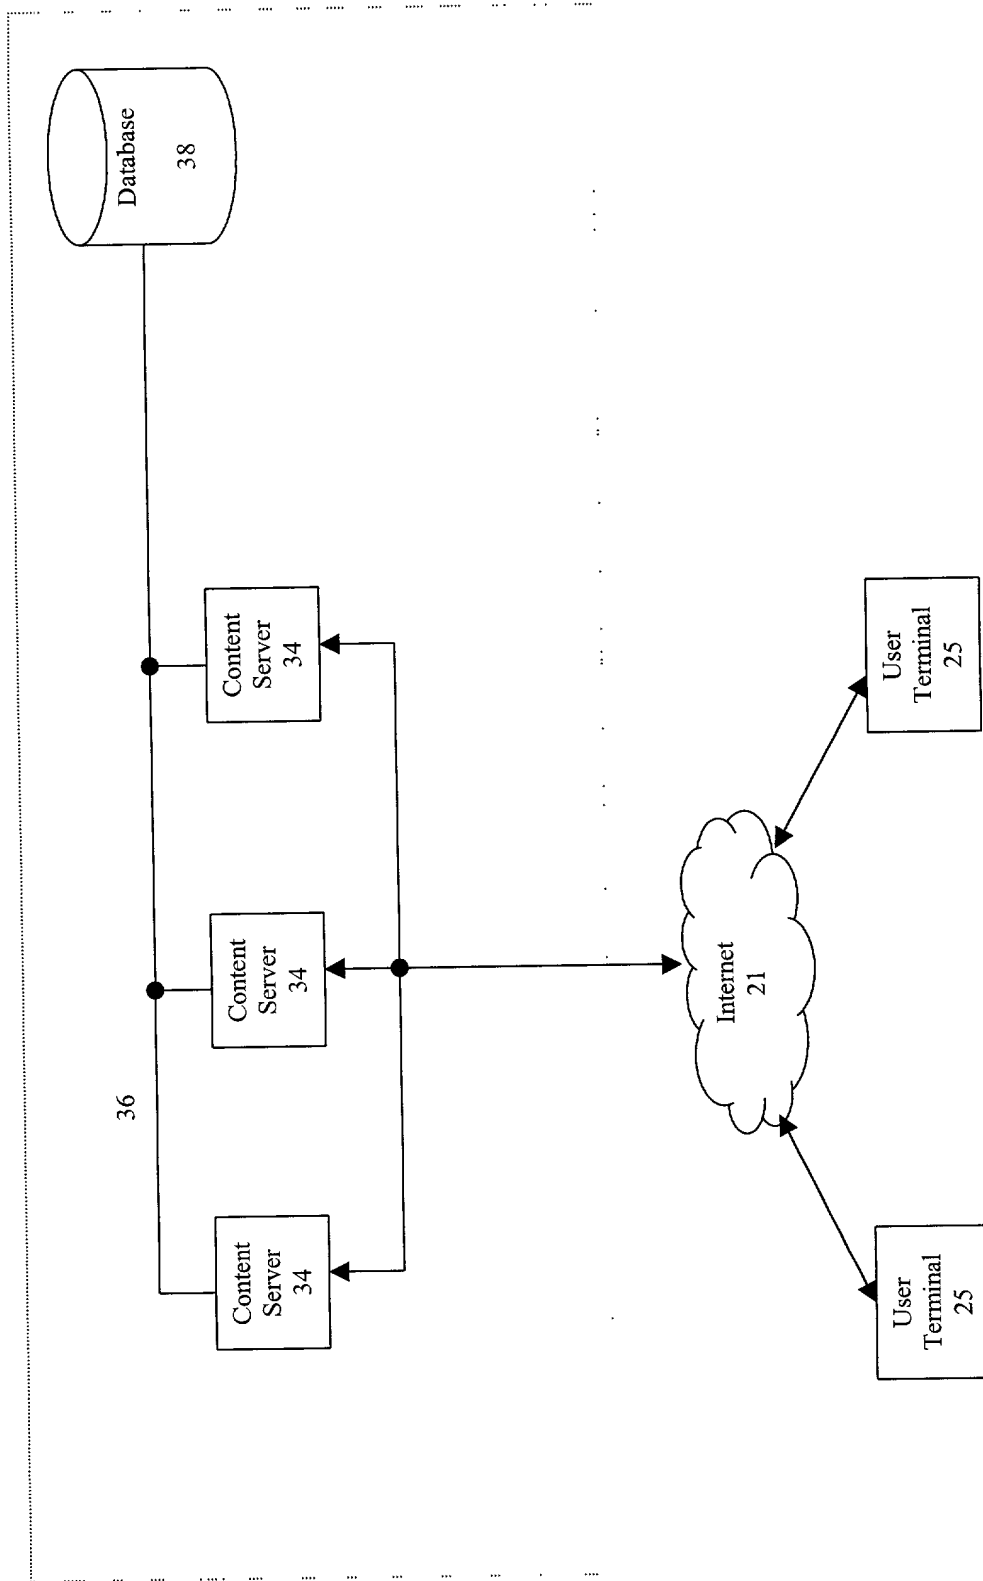 36
Database
38
Content
Server
34
Content
Server
34
Content
Server
34
Internet
21
User
Terminal
25
User
Terminal
25